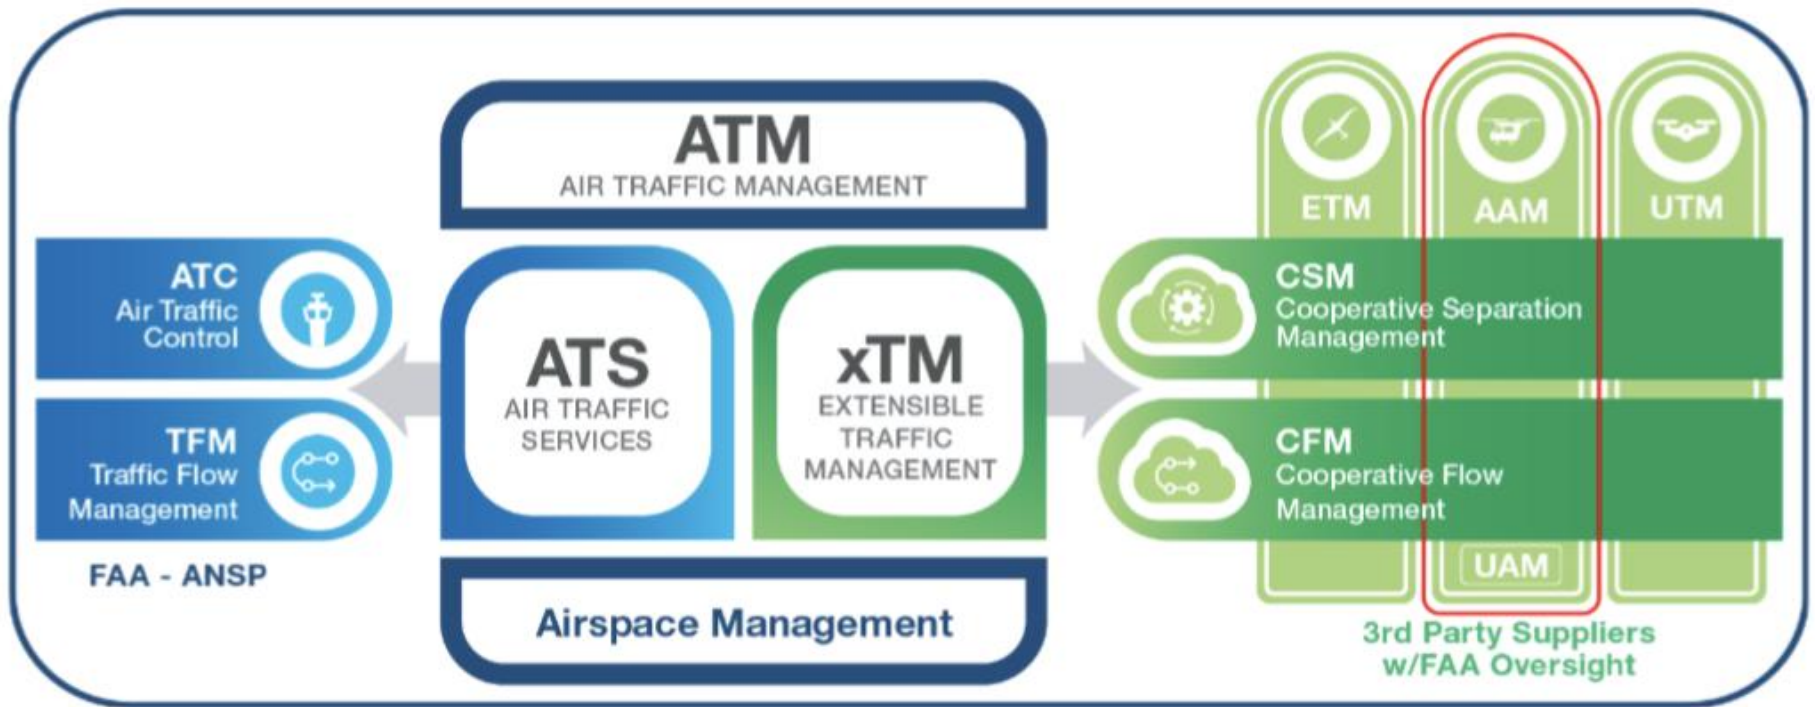 ATM
AIR TRAFFIC MANAGEMENT
ATC
Air Traffic
Control
TFM
Traffic Flow
Management
FAA - ANSP
ATS
AIR TRAFFIC
SERVICES
xTM
EXTENSIBLE
TRAFFIC
MANAGEMENT
Airspace Management
ETM
AAM
UTM
CSM
Cooperative Separation
Management
CFM
Cooperative Flow
Management
UAM
3rd Party Suppliers
w/FAA Oversight